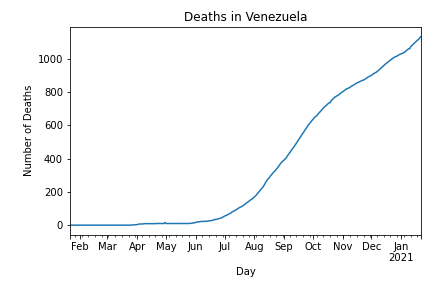 Deaths in Venezuela
Number of Deaths
1000
800
600
400
200
0
Feb Mar Apr May Jun Jul Aug Sep Oct Nov Dec Jan
2021
Day